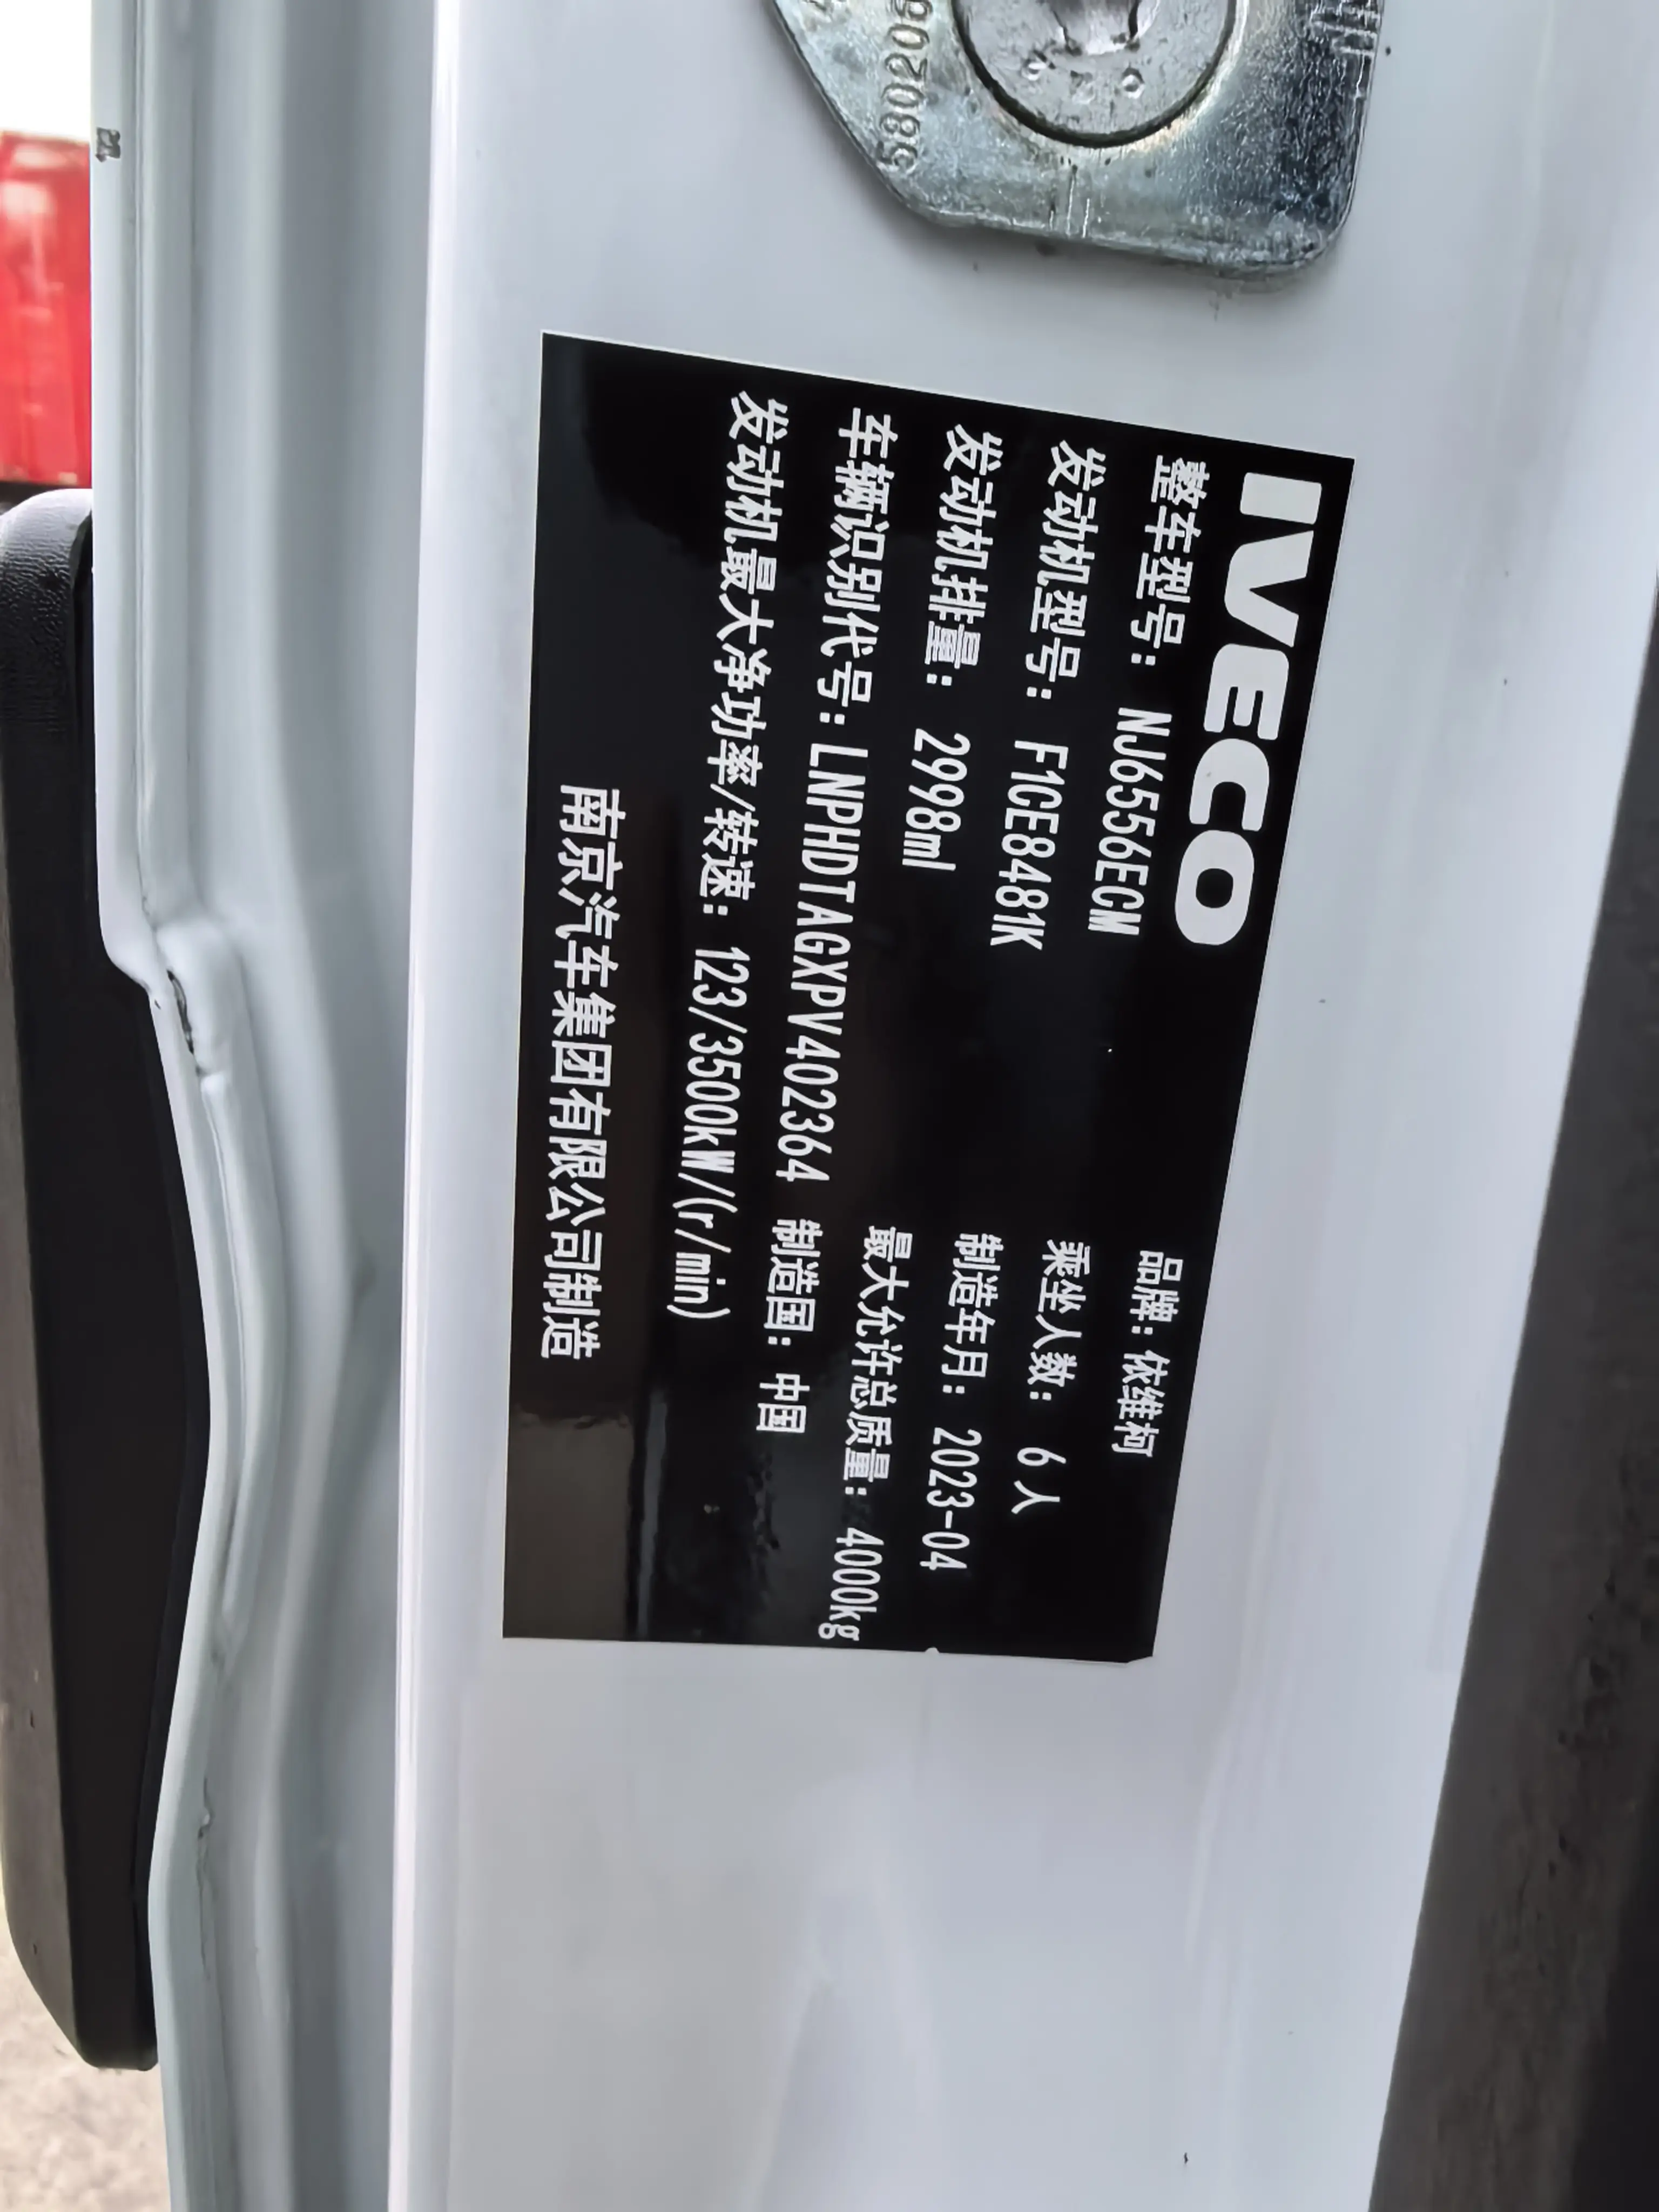 IVECO
整车型号: NJ6556ECM
品牌: 依维柯
发动机型号: F1CE8481K
乘坐人数: 6人
发动机排量: 2998ml
制造年月: 2023-04
车辆识别代号: LNPHDTAGXPV402364
最大允许总质量: 4000kg
发动机最大净功率/转速: 123/3500kW/(r/min)
制造国: 中国
南京汽车集团有限公司制造